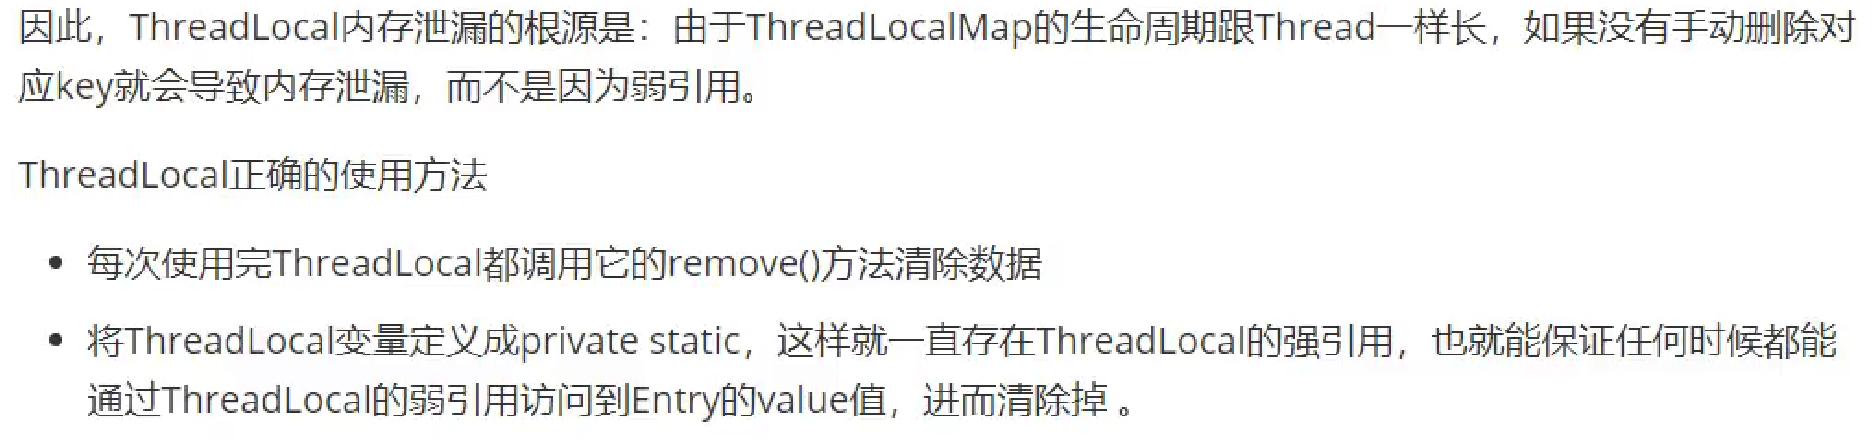 因此，ThreadLocal内存泄漏的根源是：由于ThreadLocalMap的生命周期跟Thread一样长，如果没有手动删除对
应key就会导致内存泄漏，而不是因为弱引用。
ThreadLocal正确的使用方法
• 每次使用完ThreadLocal都调用它的remove()方法清除数据
• 将ThreadLocal变量定义成private static，这样就一直存在ThreadLocal的强引用，也就能保证任何时候都能
通过ThreadLocal的弱引用访问到Entry的value值，进而清除掉 。